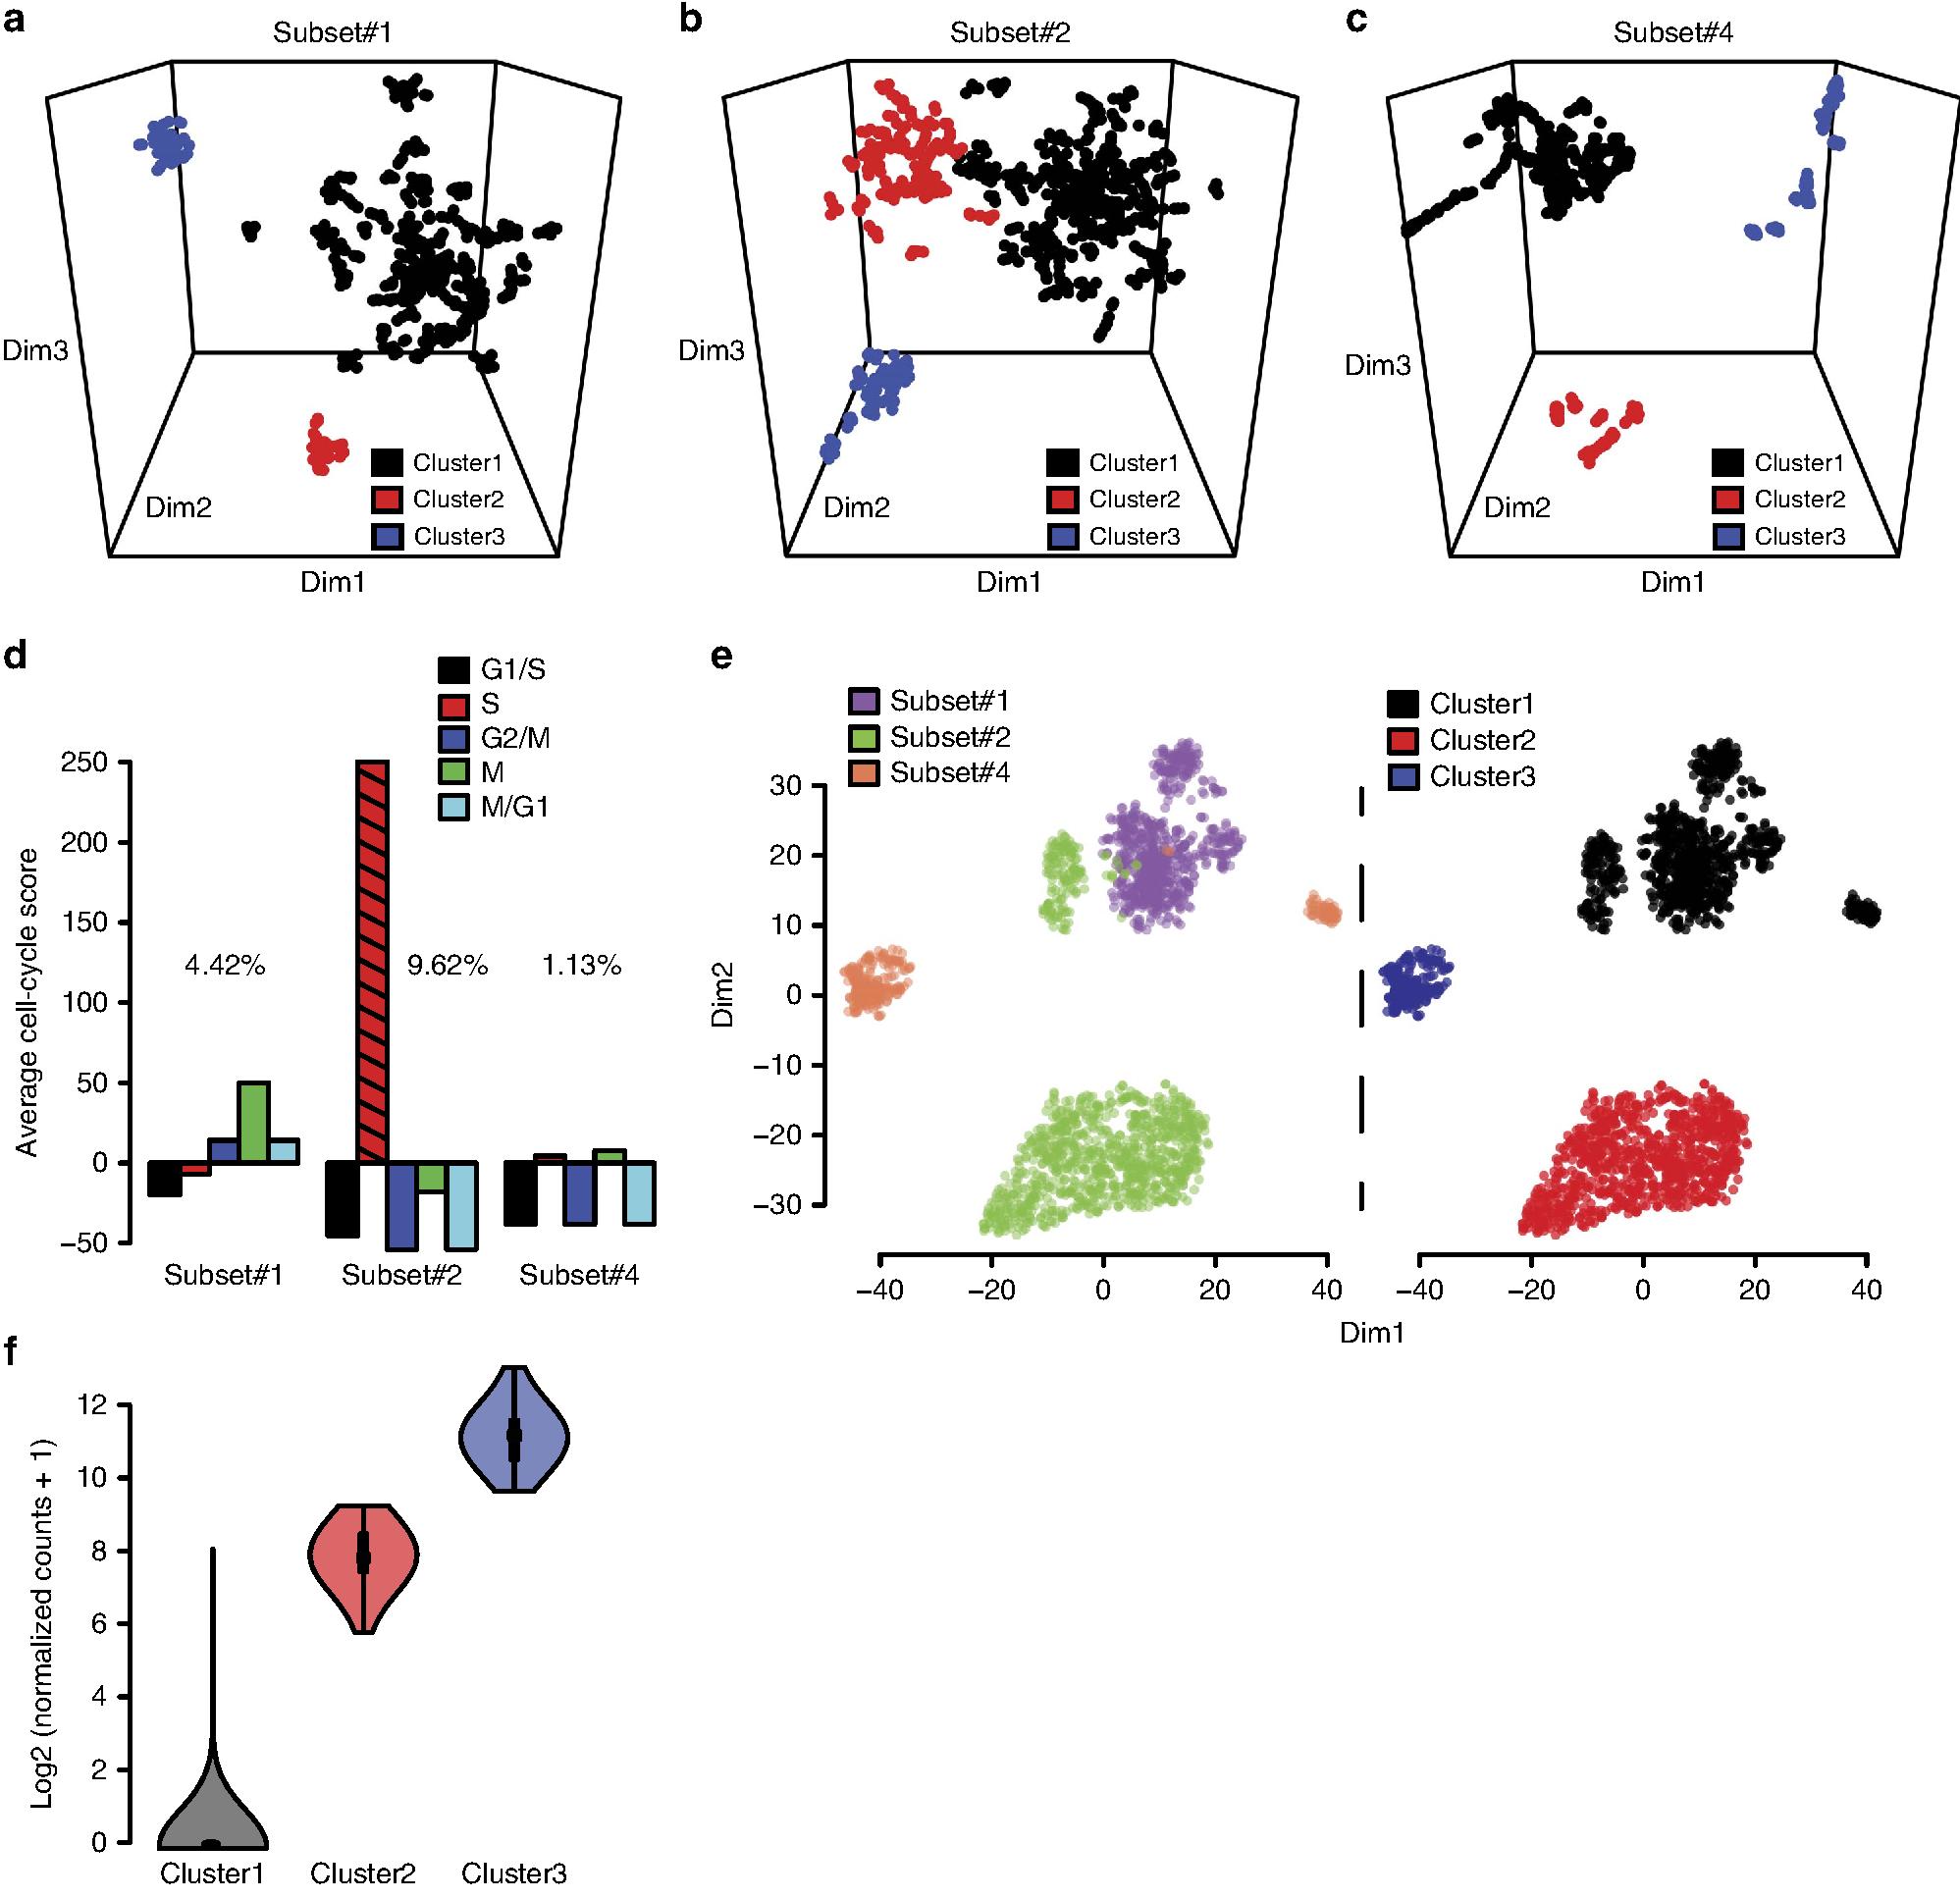 a
Subset#1
Dim3
Dim2
Dim1
Cluster1
Cluster2
Cluster3
b
Subset#2
Dim3
Dim2
Dim1
Cluster1
Cluster2
Cluster3
c
Subset#4
Dim3
Dim2
Dim1
Cluster1
Cluster2
Cluster3
d
G1/S
S
G2/M
M
M/G1
Average cell-cycle score
250
200
150
100
50
0
−50
4.42%
9.62%
1.13%
Subset#1
Subset#2
Subset#4
e
Subset#1
Subset#2
Subset#4
Cluster1
Cluster2
Cluster3
Dim2
30
20
10
0
−10
−20
−30
−40
−20
0
20
40
−40
−20
0
20
40
Dim1
f
Log2 (normalized counts + 1)
12
10
8
6
4
2
0
Cluster1
Cluster2
Cluster3